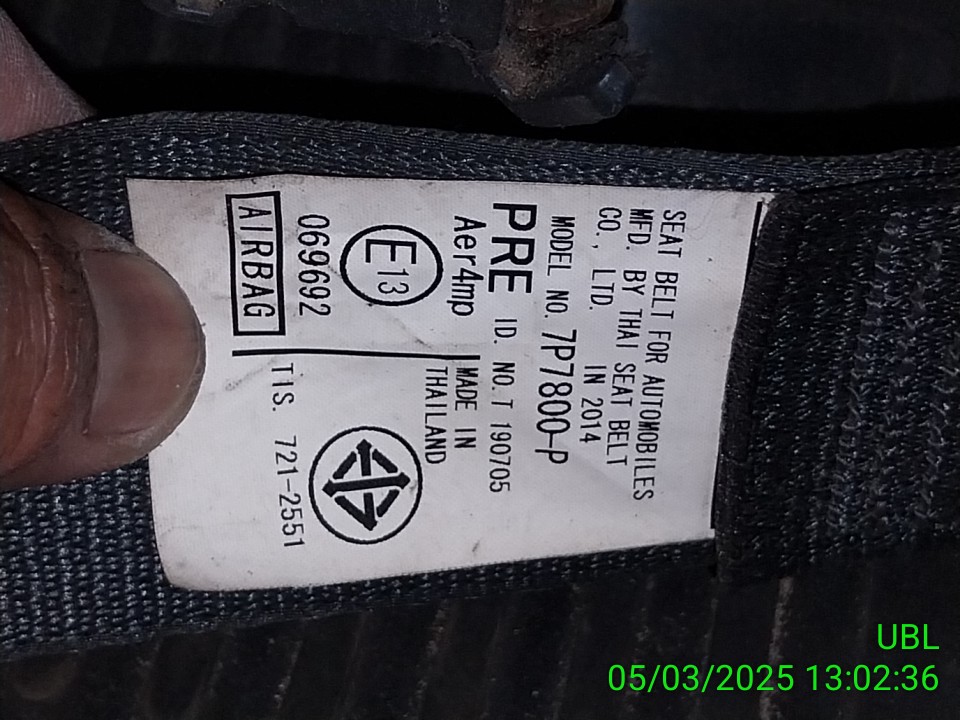 SEAT BELT FOR AUTOMOBILES
MFD. BY THAI SEAT BELT
CO., LTD. IN 2014
MODEL NO. 7P7800-P
PRE ID. NO. T 190705
Aer4mp
MADE IN
THAILAND
E13
069692
AIRBAG
TIS. 721-2551
UBL
05/03/2025 13:02:36